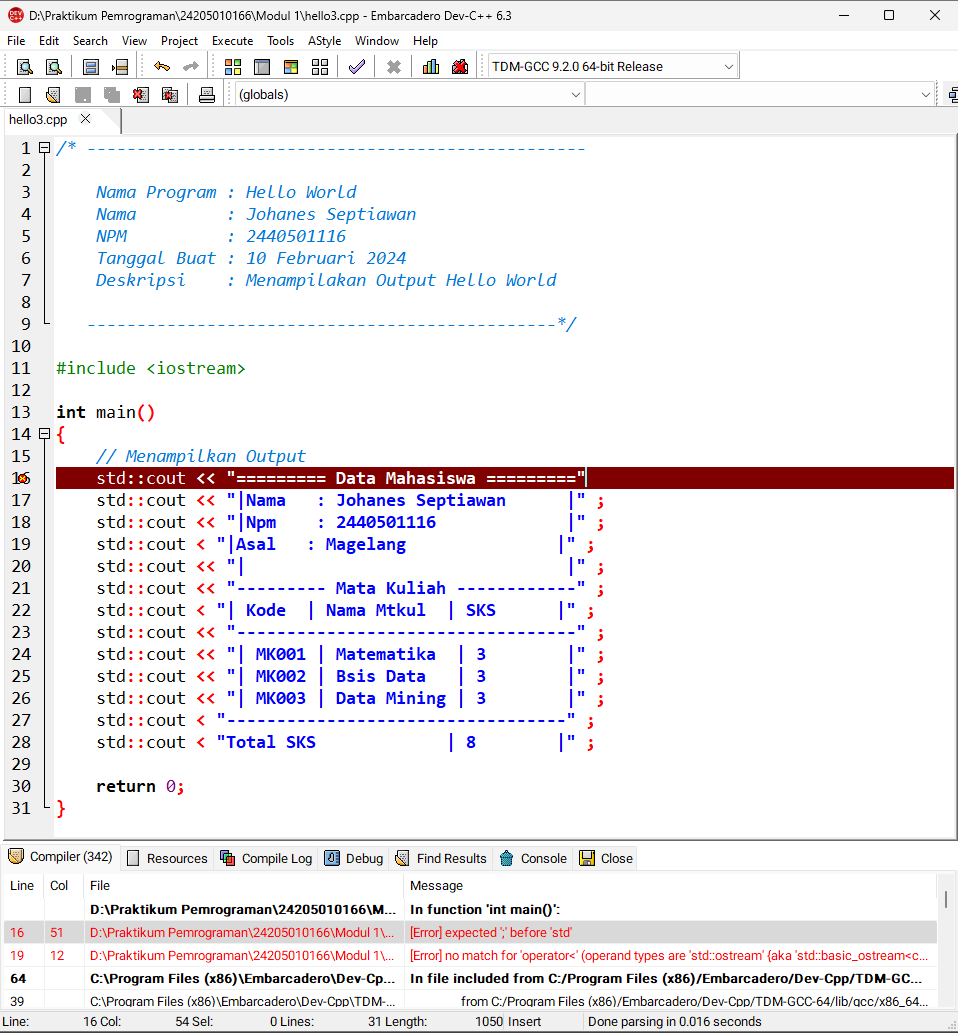 D:\Praktikum Pemrograman\24205010166\Modul 1\hello3.cpp - Embarcadero Dev-C++ 6.3
File Edit Search View Project Execute Tools AStyle Window Help
TDM-GCC 9.2.0 64-bit Release
(globals)
hello3.cpp
1 /* --------------------------------------------------
2
3     Nama Program : Hello World
4     Nama         : Johanes Septiawan
5     NPM          : 2440501116
6     Tanggal Buat : 10 Februari 2024
7     Deskripsi    : Menampilakan Output Hello World
8
9    -----------------------------------------------*/
10
11 #include <iostream>
12
13 int main()
14 {
15     // Menampilkan Output
16     std::cout << "========= Data Mahasiswa ========="
17     std::cout << "|Nama   : Johanes Septiawan      |" ;
18     std::cout << "|Npm    : 2440501116             |" ;
19     std::cout < "|Asal   : Magelang               |" ;
20     std::cout << "|                                |" ;
21     std::cout << "--------- Mata Kuliah ------------" ;
22     std::cout < "| Kode  | Nama Mtkul  | SKS      |" ;
23     std::cout << "----------------------------------" ;
24     std::cout << "| MK001 | Matematika  | 3        |" ;
25     std::cout << "| MK002 | Bsis Data   | 3        |" ;
26     std::cout << "| MK003 | Data Mining | 3        |" ;
27     std::cout < "----------------------------------" ;
28     std::cout < "Total SKS             | 8        |" ;
29
30     return 0;
31 }
Compiler (342) Resources Compile Log Debug Find Results Console Close
Line Col File Message
D:\Praktikum Pemrograman\24205010166\M... In function 'int main()':
16 51 D:\Praktikum Pemrograman\24205010166\Modul 1\... [Error] expected ';' before 'std'
19 12 D:\Praktikum Pemrograman\24205010166\Modul 1\... [Error] no match for 'operator<' (operand types are 'std::ostream' {aka 'std::basic_ostream<c...
64 C:\Program Files (x86)\Embarcadero\Dev-Cp... In file included from C:/Program Files (x86)/Embarcadero/Dev-Cpp/TDM-GC...
39 C:\Program Files (x86)\Embarcadero\Dev-Cpp\TDM-... from C:/Program Files (x86)/Embarcadero/Dev-Cpp/TDM-GCC-64/lib/gcc/x86_64...
Line: 16 Col: 54 Sel: 0 Lines: 31 Length: 1050 Insert Done parsing in 0.016 seconds